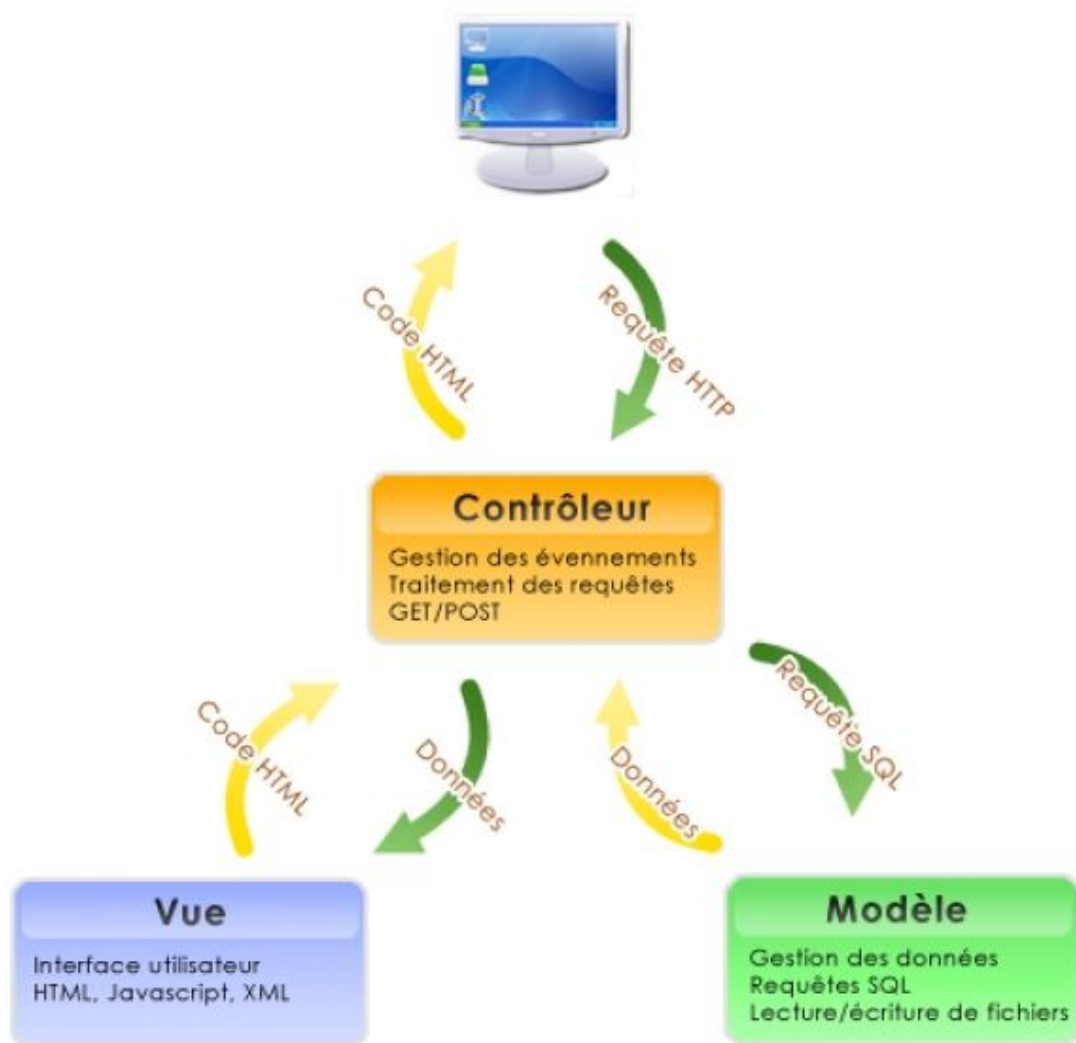 Code HTML
Requête HTTP
Contrôleur
Gestion des évennements
Traitement des requêtes
GET/POST
Code HTML
Données
Données
Requête SQL
Vue
Interface utilisateur
HTML, Javascript, XML
Modèle
Gestion des données
Requêtes SQL
Lecture/écriture de fichiers